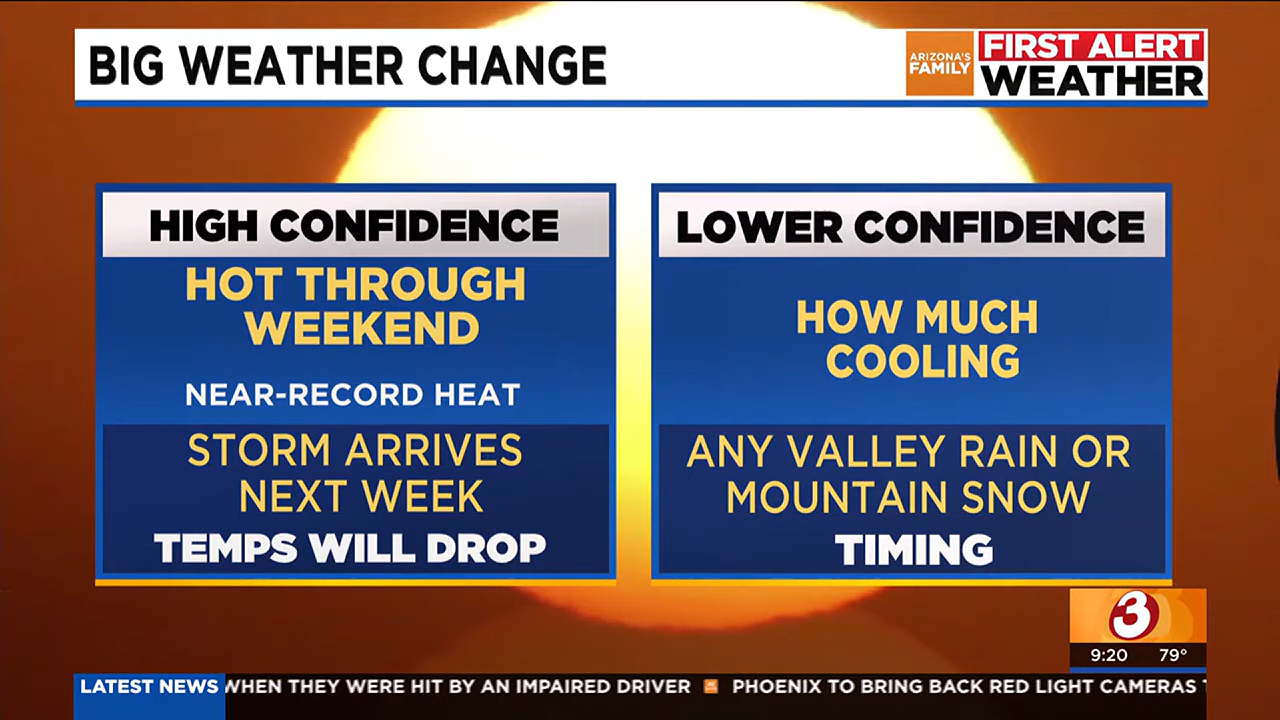 BIG WEATHER CHANGE
ARIZONA'S
FAMILY
FIRST ALERT
WEATHER
HIGH CONFIDENCE
HOT THROUGH
WEEKEND
NEAR-RECORD HEAT
STORM ARRIVES
NEXT WEEK
TEMPS WILL DROP
LOWER CONFIDENCE
HOW MUCH
COOLING
ANY VALLEY RAIN OR
MOUNTAIN SNOW
TIMING
3
9:20 79°
LATEST NEWS WHEN THEY WERE HIT BY AN IMPAIRED DRIVER PHOENIX TO BRING BACK RED LIGHT CAMERAS